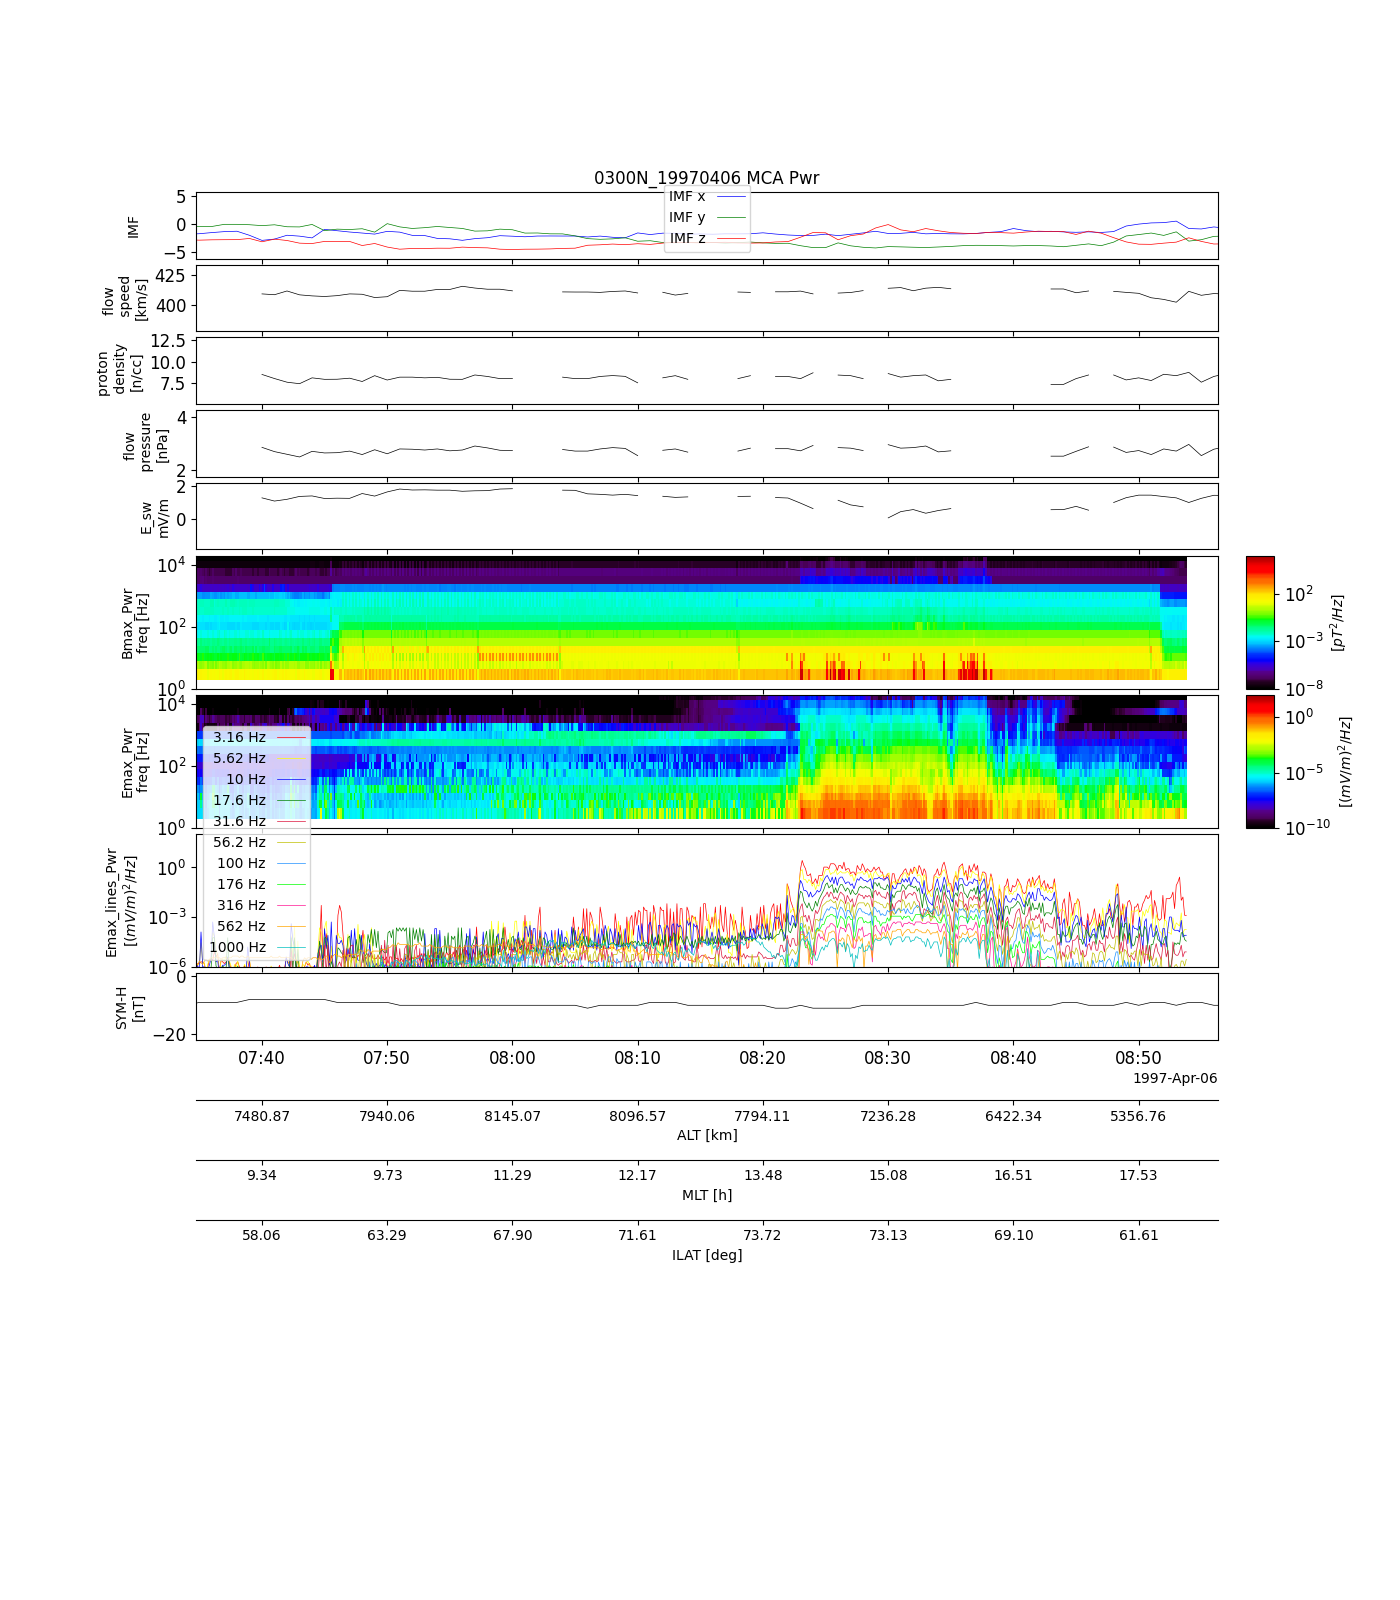 0300N_19970406 MCA Pwr
IMF
5
0
−5
IMF x
IMF y
IMF z
flow
speed
[km/s]
425
400
proton
density
[n/cc]
12.5
10.0
7.5
flow
pressure
[nPa]
4
2
E_sw
mV/m
2
0
Bmax_Pwr
freq [Hz]
10^4
10^2
10^0
10^2
10^−3
10^−8
[pT^2/Hz]
Emax_Pwr
freq [Hz]
10^4
10^2
10^0
10^0
10^−5
10^−10
[(mV/m)^2/Hz]
3.16 Hz
5.62 Hz
10 Hz
17.6 Hz
31.6 Hz
56.2 Hz
100 Hz
176 Hz
316 Hz
562 Hz
1000 Hz
Emax_lines_Pwr
[(mV/m)^2/Hz]
10^0
10^−3
10^−6
SYM-H
[nT]
0
−20
07:40 07:50 08:00 08:10 08:20 08:30 08:40 08:50
1997-Apr-06
7480.87 7940.06 8145.07 8096.57 7794.11 7236.28 6422.34 5356.76
ALT [km]
9.34 9.73 11.29 12.17 13.48 15.08 16.51 17.53
MLT [h]
58.06 63.29 67.90 71.61 73.72 73.13 69.10 61.61
ILAT [deg]